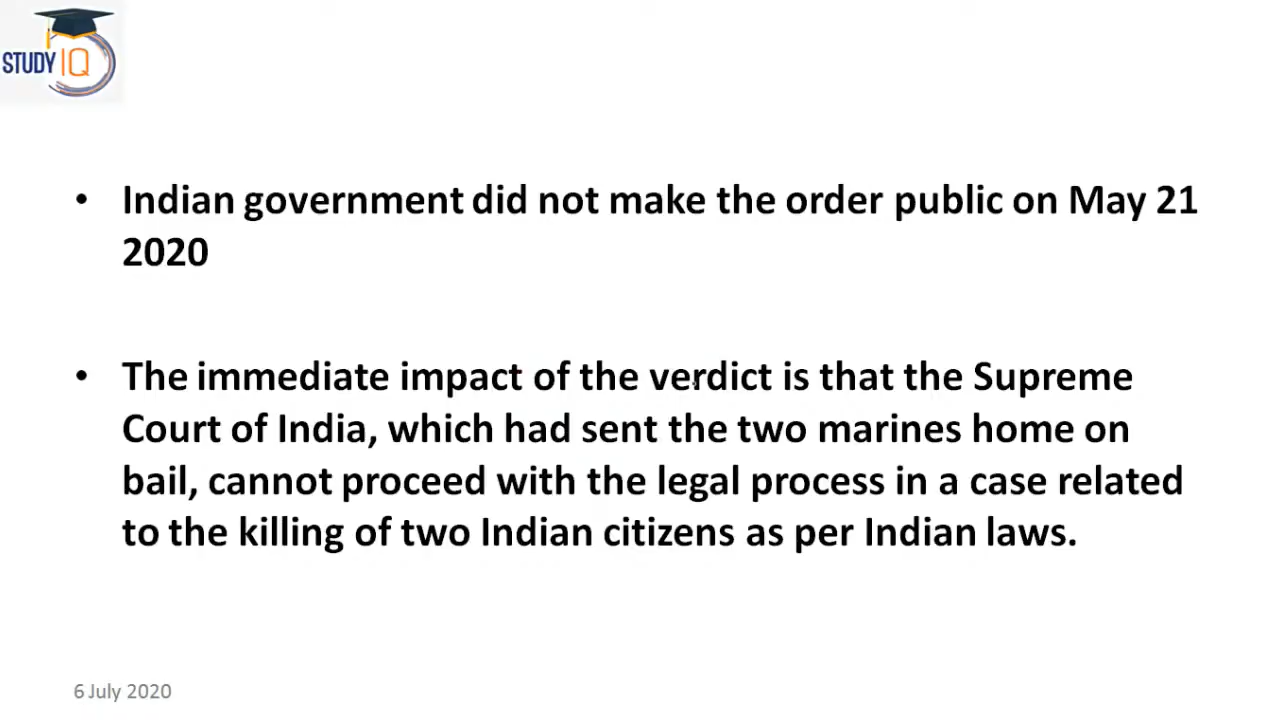 STUDY IQ
• Indian government did not make the order public on May 21
2020
• The immediate impact of the verdict is that the Supreme
Court of India, which had sent the two marines home on
bail, cannot proceed with the legal process in a case related
to the killing of two Indian citizens as per Indian laws.
6 July 2020